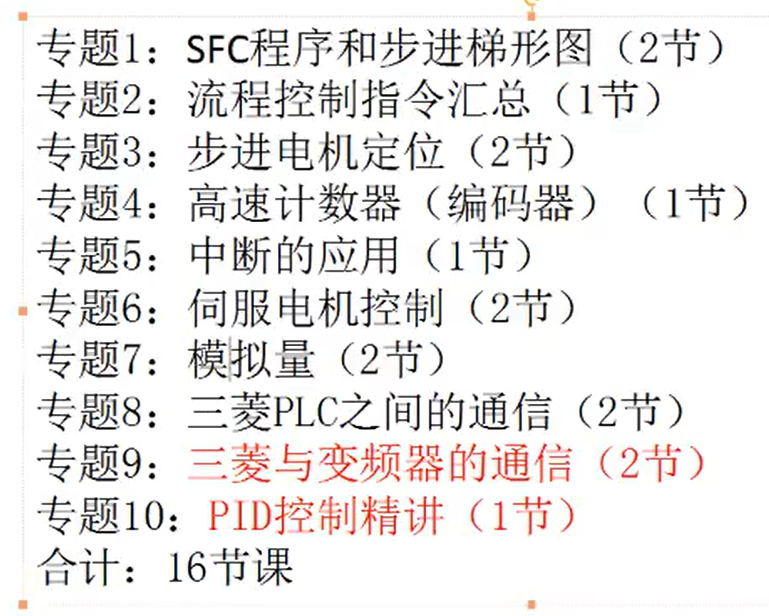 专题1：SFC程序和步进梯形图（2节）
专题2：流程控制指令汇总（1节）
专题3：步进电机定位（2节）
专题4：高速计数器（编码器）（1节）
专题5：中断的应用（1节）
专题6：伺服电机控制（2节）
专题7：模拟量（2节）
专题8：三菱PLC之间的通信（2节）
专题9：三菱与变频器的通信（2节）
专题10：PID控制精讲（1节）
合计：16节课